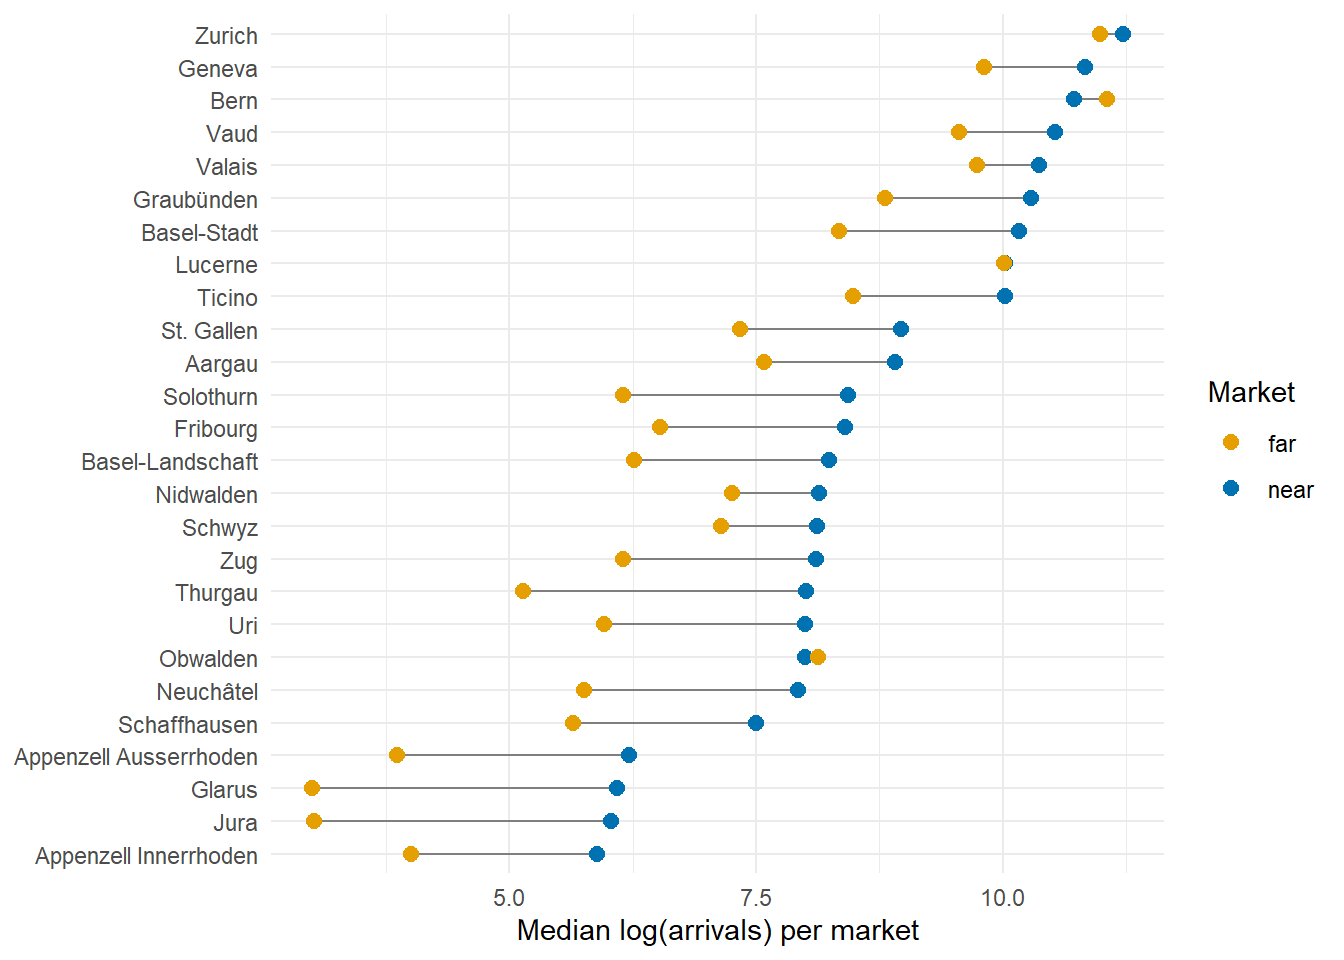 Zurich
Geneva
Bern
Vaud
Valais
Graubünden
Basel-Stadt
Lucerne
Ticino
St. Gallen
Aargau
Solothurn
Fribourg
Basel-Landschaft
Nidwalden
Schwyz
Zug
Thurgau
Uri
Obwalden
Neuchâtel
Schaffhausen
Appenzell Ausserrhoden
Glarus
Jura
Appenzell Innerrhoden
5.0 7.5 10.0
Median log(arrivals) per market
Market
far
near